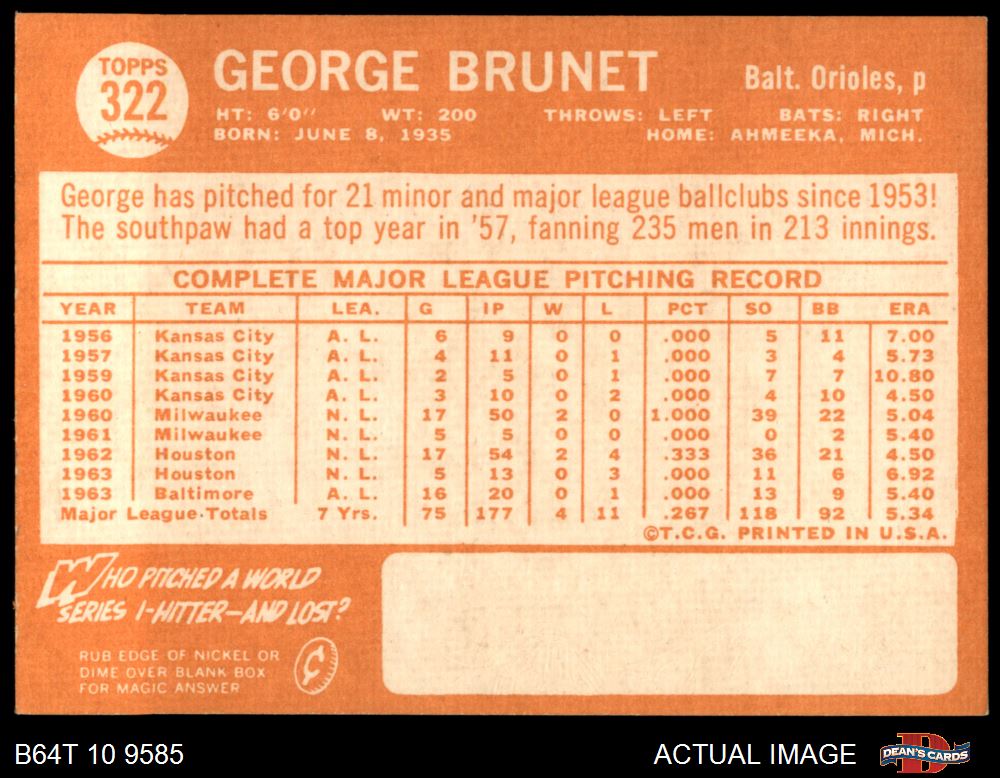 TOPPS
322
GEORGE BRUNET
Balt. Orioles, p
HT: 6'0" WT: 200 THROWS: LEFT BATS: RIGHT
BORN: JUNE 8, 1935 HOME: AHMEEKA, MICH.
George has pitched for 21 minor and major league ballclubs since 1953!
The southpaw had a top year in '57, fanning 235 men in 213 innings.
COMPLETE MAJOR LEAGUE PITCHING RECORD
YEAR TEAM LEA. G IP W L PCT SO BB ERA
1956 Kansas City A. L. 6 9 0 0 .000 5 11 7.00
1957 Kansas City A. L. 4 11 0 1 .000 3 4 5.73
1959 Kansas City A. L. 2 5 0 1 .000 7 7 10.80
1960 Kansas City A. L. 3 10 0 2 .000 4 10 4.50
1960 Milwaukee N. L. 17 50 2 0 1.000 39 22 5.04
1961 Milwaukee N. L. 5 5 0 0 .000 0 2 5.40
1962 Houston N. L. 17 54 2 4 .333 36 21 4.50
1963 Houston N. L. 5 13 0 3 .000 11 6 6.92
1963 Baltimore A. L. 16 20 0 1 .000 13 9 5.40
Major League Totals 7 Yrs. 75 177 4 11 .267 118 92 5.34
©T.C.G. PRINTED IN U.S.A.
WHO PITCHED A WORLD
SERIES 1-HITTER—AND LOST?
RUB EDGE OF NICKEL OR
DIME OVER BLANK BOX
FOR MAGIC ANSWER
¢
B64T 10 9585
ACTUAL IMAGE
D
DEAN'S CARDS